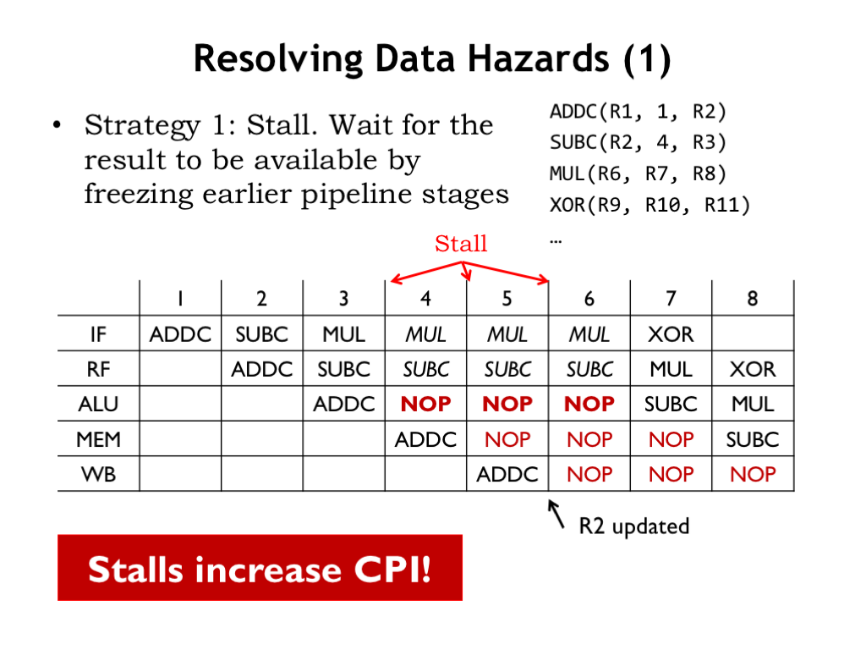 Resolving Data Hazards (1)
• Strategy 1: Stall. Wait for the
result to be available by
freezing earlier pipeline stages
ADDC(R1, 1, R2)
SUBC(R2, 4, R3)
MUL(R6, R7, R8)
XOR(R9, R10, R11)
…
Stall
1 2 3 4 5 6 7 8
IF ADDC SUBC MUL MUL MUL MUL XOR
RF ADDC SUBC SUBC SUBC SUBC MUL XOR
ALU ADDC NOP NOP NOP SUBC MUL
MEM ADDC NOP NOP NOP SUBC
WB ADDC NOP NOP NOP
R2 updated
Stalls increase CPI!